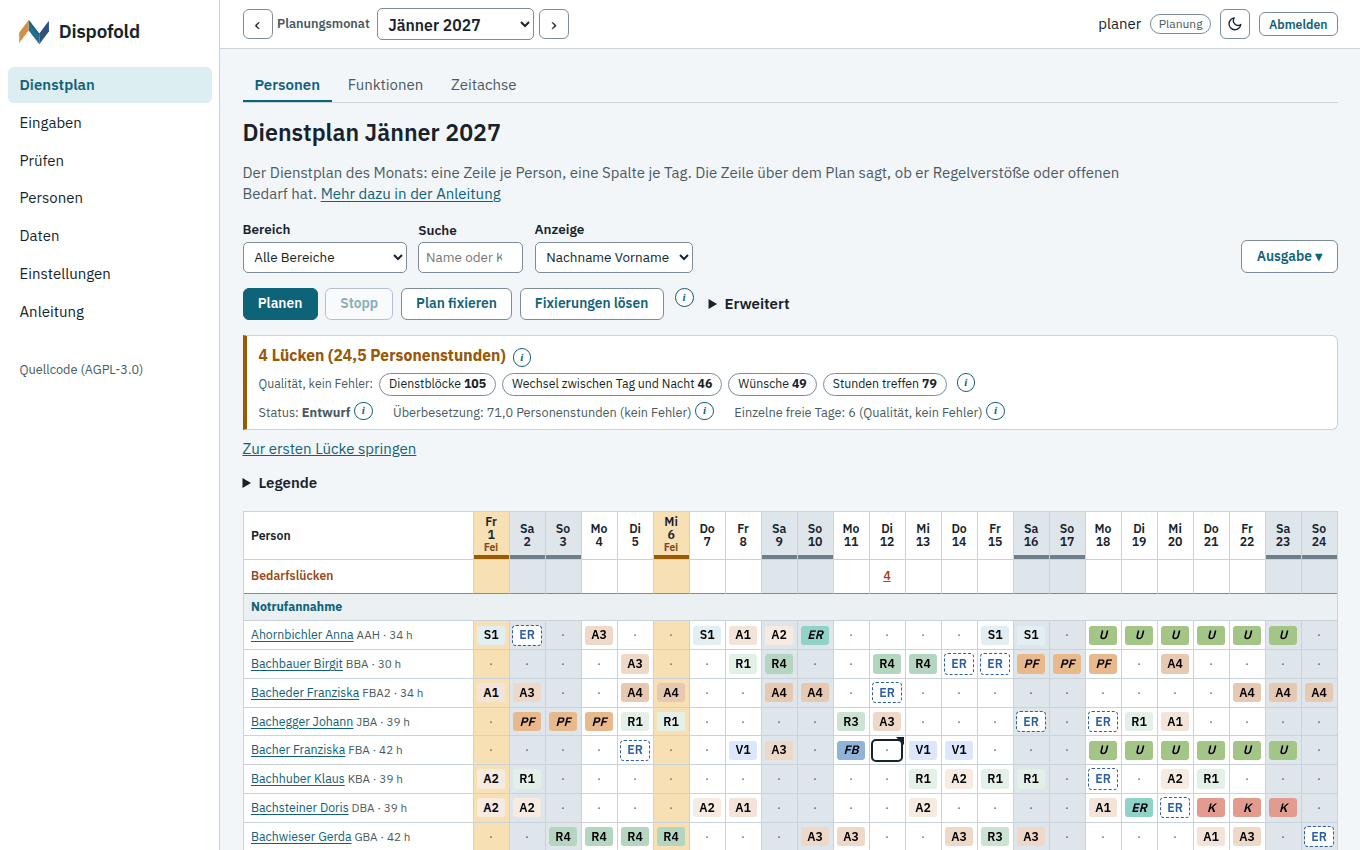 Dispofold
Dienstplan
Eingaben
Prüfen
Personen
Daten
Einstellungen
Anleitung
Quellcode (AGPL-3.0)
‹ Planungsmonat Jänner 2027 › planer Planung Abmelden
Personen Funktionen Zeitachse
Dienstplan Jänner 2027
Der Dienstplan des Monats: eine Zeile je Person, eine Spalte je Tag. Die Zeile über dem Plan sagt, ob er Regelverstöße oder offenen
Bedarf hat. Mehr dazu in der Anleitung
Bereich Suche Anzeige
Alle Bereiche Name oder K Nachname Vorname Ausgabe ▾
Planen Stopp Plan fixieren Fixierungen lösen i ▶ Erweitert
4 Lücken (24,5 Personenstunden) i
Qualität, kein Fehler: Dienstblöcke 105 Wechsel zwischen Tag und Nacht 46 Wünsche 49 Stunden treffen 79 i
Status: Entwurf i Überbesetzung: 71,0 Personenstunden (kein Fehler) i Einzelne freie Tage: 6 (Qualität, kein Fehler) i
Zur ersten Lücke springen
▶ Legende
Person Fr 1 Fei Sa 2 So 3 Mo 4 Di 5 Mi 6 Fei Do 7 Fr 8 Sa 9 So 10 Mo 11 Di 12 Mi 13 Do 14 Fr 15 Sa 16 So 17 Mo 18 Di 19 Mi 20 Do 21 Fr 22 Sa 23 So 24
Bedarfslücken 4
Notrufannahme
Ahornbichler Anna AAH · 34 h S1 ER · A3 · · S1 A1 A2 ER · · · · S1 S1 · U U U U U U ·
Bachbauer Birgit BBA · 30 h · · · · A3 · · R1 R4 · · R4 R4 ER ER PF PF PF · A4 · · · ·
Bacheder Franziska FBA2 · 34 h A1 A3 · · A4 A4 · · A4 A4 · ER · · · · · · · · · A4 A4 A4
Bachegger Johann JBA · 39 h · PF PF PF R1 R1 · · · · R3 A3 · · · ER · ER R1 A1 · · · ·
Bacher Franziska FBA · 42 h · · · · ER · · V1 A3 · FB · V1 V1 · · · U U U U U U ·
Bachhuber Klaus KBA · 39 h A2 R1 · · · · · · · · · · R1 A2 R1 R1 · ER · A2 R1 · · ·
Bachsteiner Doris DBA · 39 h A2 A2 · · · · A2 A1 · · · · A2 · · · · A1 ER ER K K K ·
Bachwieser Gerda GBA · 42 h · · R4 R4 R4 R4 · · · A3 A3 · · A3 R3 A3 · · · · A1 A3 · ER